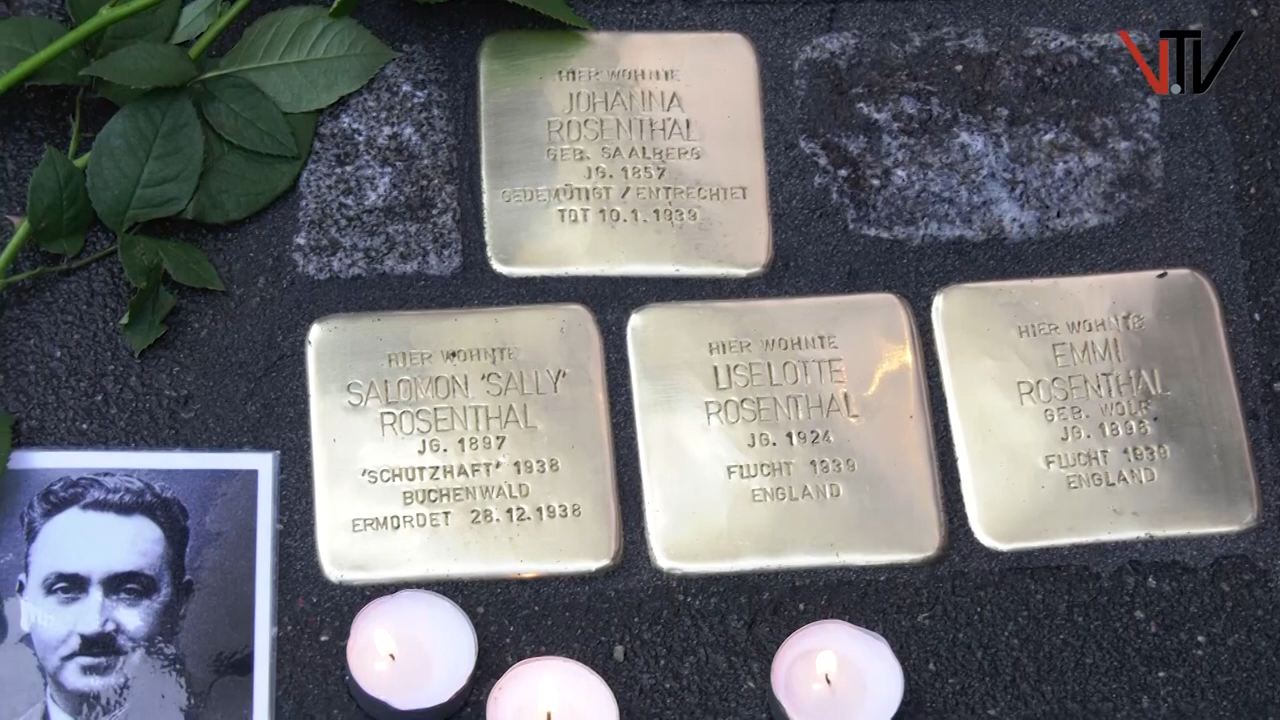 V.TV
HIER WOHNTE
JOHANNA
ROSENTHAL
GEB. SAALBERG
JG. 1857
GEDEMÜTIGT / ENTRECHTET
TOT 10.1.1939
HIER WOHNTE
SALOMON 'SALLY'
ROSENTHAL
JG. 1897
'SCHUTZHAFT' 1938
BUCHENWALD
ERMORDET 28.12.1938
HIER WOHNTE
LISELOTTE
ROSENTHAL
JG. 1924
FLUCHT 1939
ENGLAND
HIER WOHNTE
EMMI
ROSENTHAL
GEB. WOLF
JG. 1896
FLUCHT 1939
ENGLAND